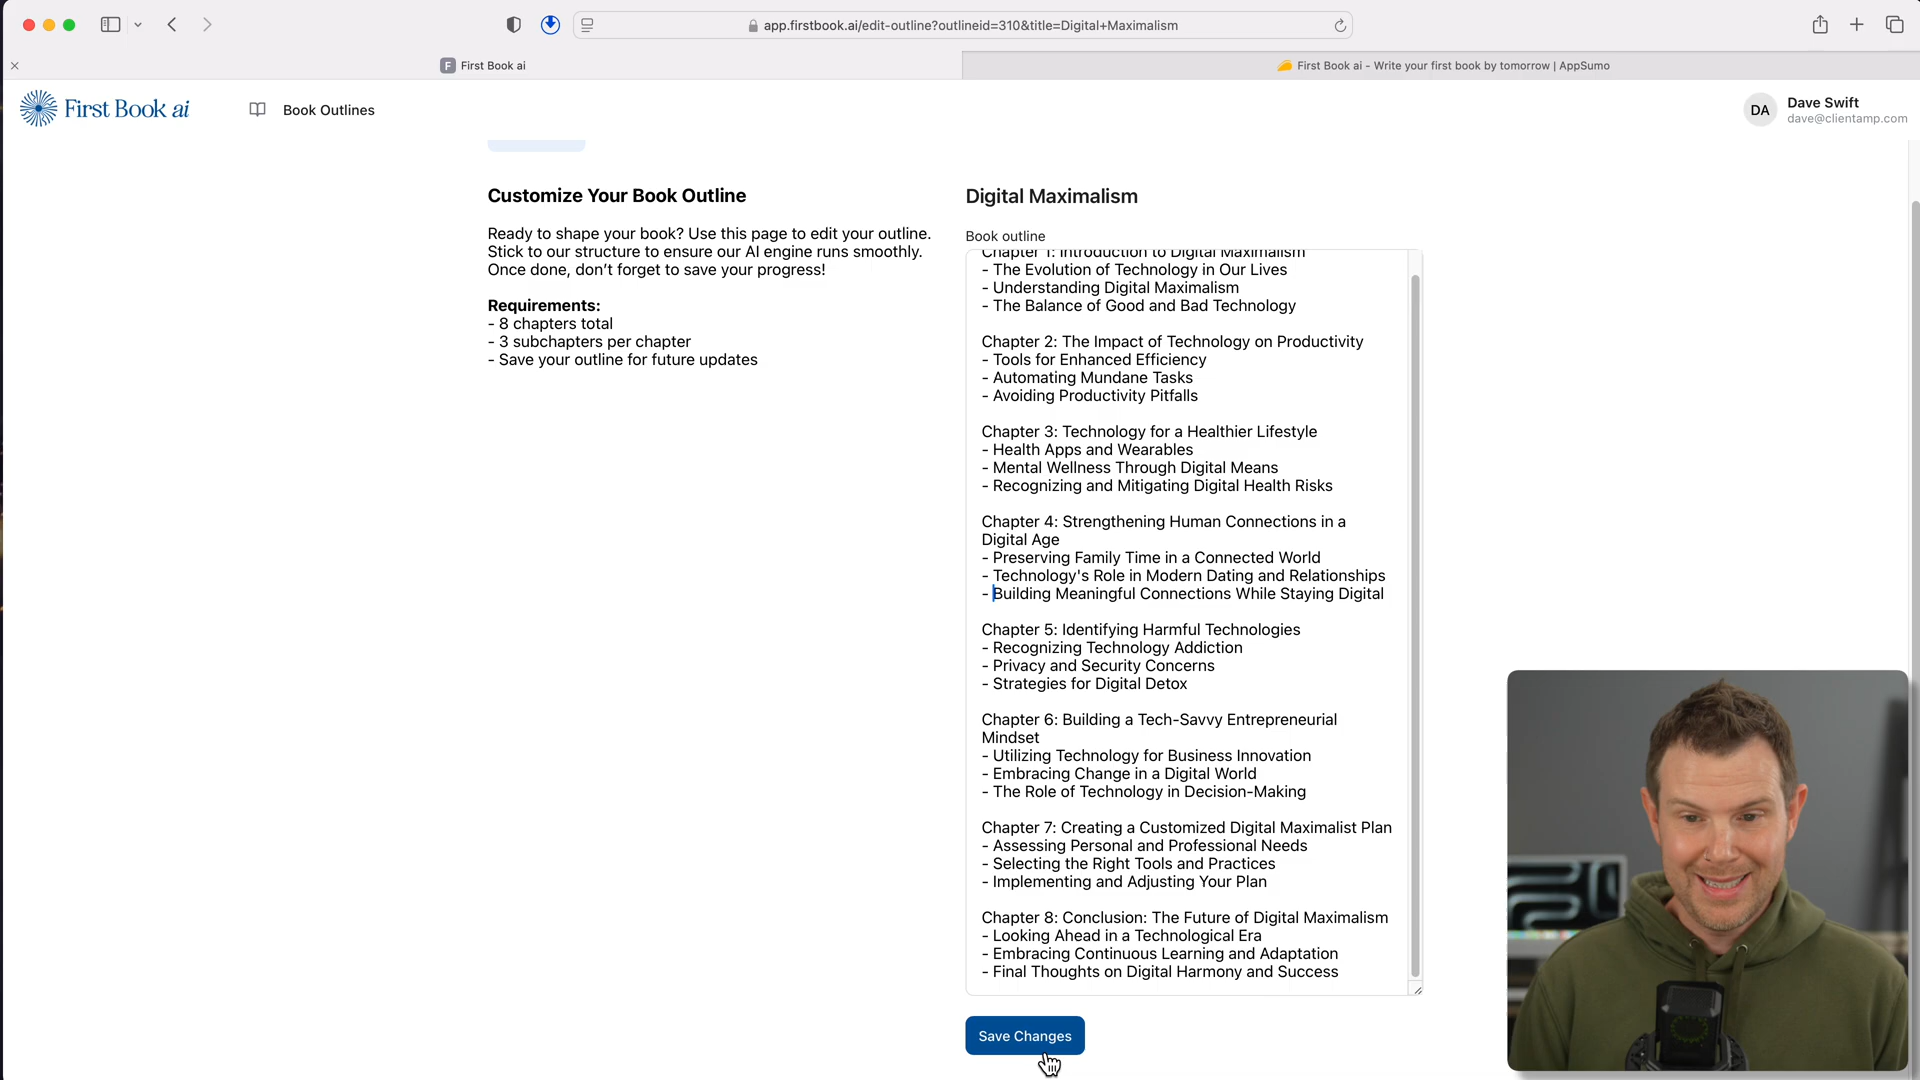 app.firstbook.ai/edit-outline?outlineid=310&title=Digital+Maximalism
F First Book ai
First Book ai - Write your first book by tomorrow | AppSumo
First Book ai
Book Outlines
DA
Dave Swift
dave@clientamp.com
Customize Your Book Outline
Ready to shape your book? Use this page to edit your outline.
Stick to our structure to ensure our AI engine runs smoothly.
Once done, don’t forget to save your progress!
Requirements:
- 8 chapters total
- 3 subchapters per chapter
- Save your outline for future updates
Digital Maximalism
Book outline
Chapter 1: Introduction to Digital Maximalism
- The Evolution of Technology in Our Lives
- Understanding Digital Maximalism
- The Balance of Good and Bad Technology
Chapter 2: The Impact of Technology on Productivity
- Tools for Enhanced Efficiency
- Automating Mundane Tasks
- Avoiding Productivity Pitfalls
Chapter 3: Technology for a Healthier Lifestyle
- Health Apps and Wearables
- Mental Wellness Through Digital Means
- Recognizing and Mitigating Digital Health Risks
Chapter 4: Strengthening Human Connections in a
Digital Age
- Preserving Family Time in a Connected World
- Technology's Role in Modern Dating and Relationships
- Building Meaningful Connections While Staying Digital
Chapter 5: Identifying Harmful Technologies
- Recognizing Technology Addiction
- Privacy and Security Concerns
- Strategies for Digital Detox
Chapter 6: Building a Tech-Savvy Entrepreneurial
Mindset
- Utilizing Technology for Business Innovation
- Embracing Change in a Digital World
- The Role of Technology in Decision-Making
Chapter 7: Creating a Customized Digital Maximalist Plan
- Assessing Personal and Professional Needs
- Selecting the Right Tools and Practices
- Implementing and Adjusting Your Plan
Chapter 8: Conclusion: The Future of Digital Maximalism
- Looking Ahead in a Technological Era
- Embracing Continuous Learning and Adaptation
- Final Thoughts on Digital Harmony and Success
Save Changes